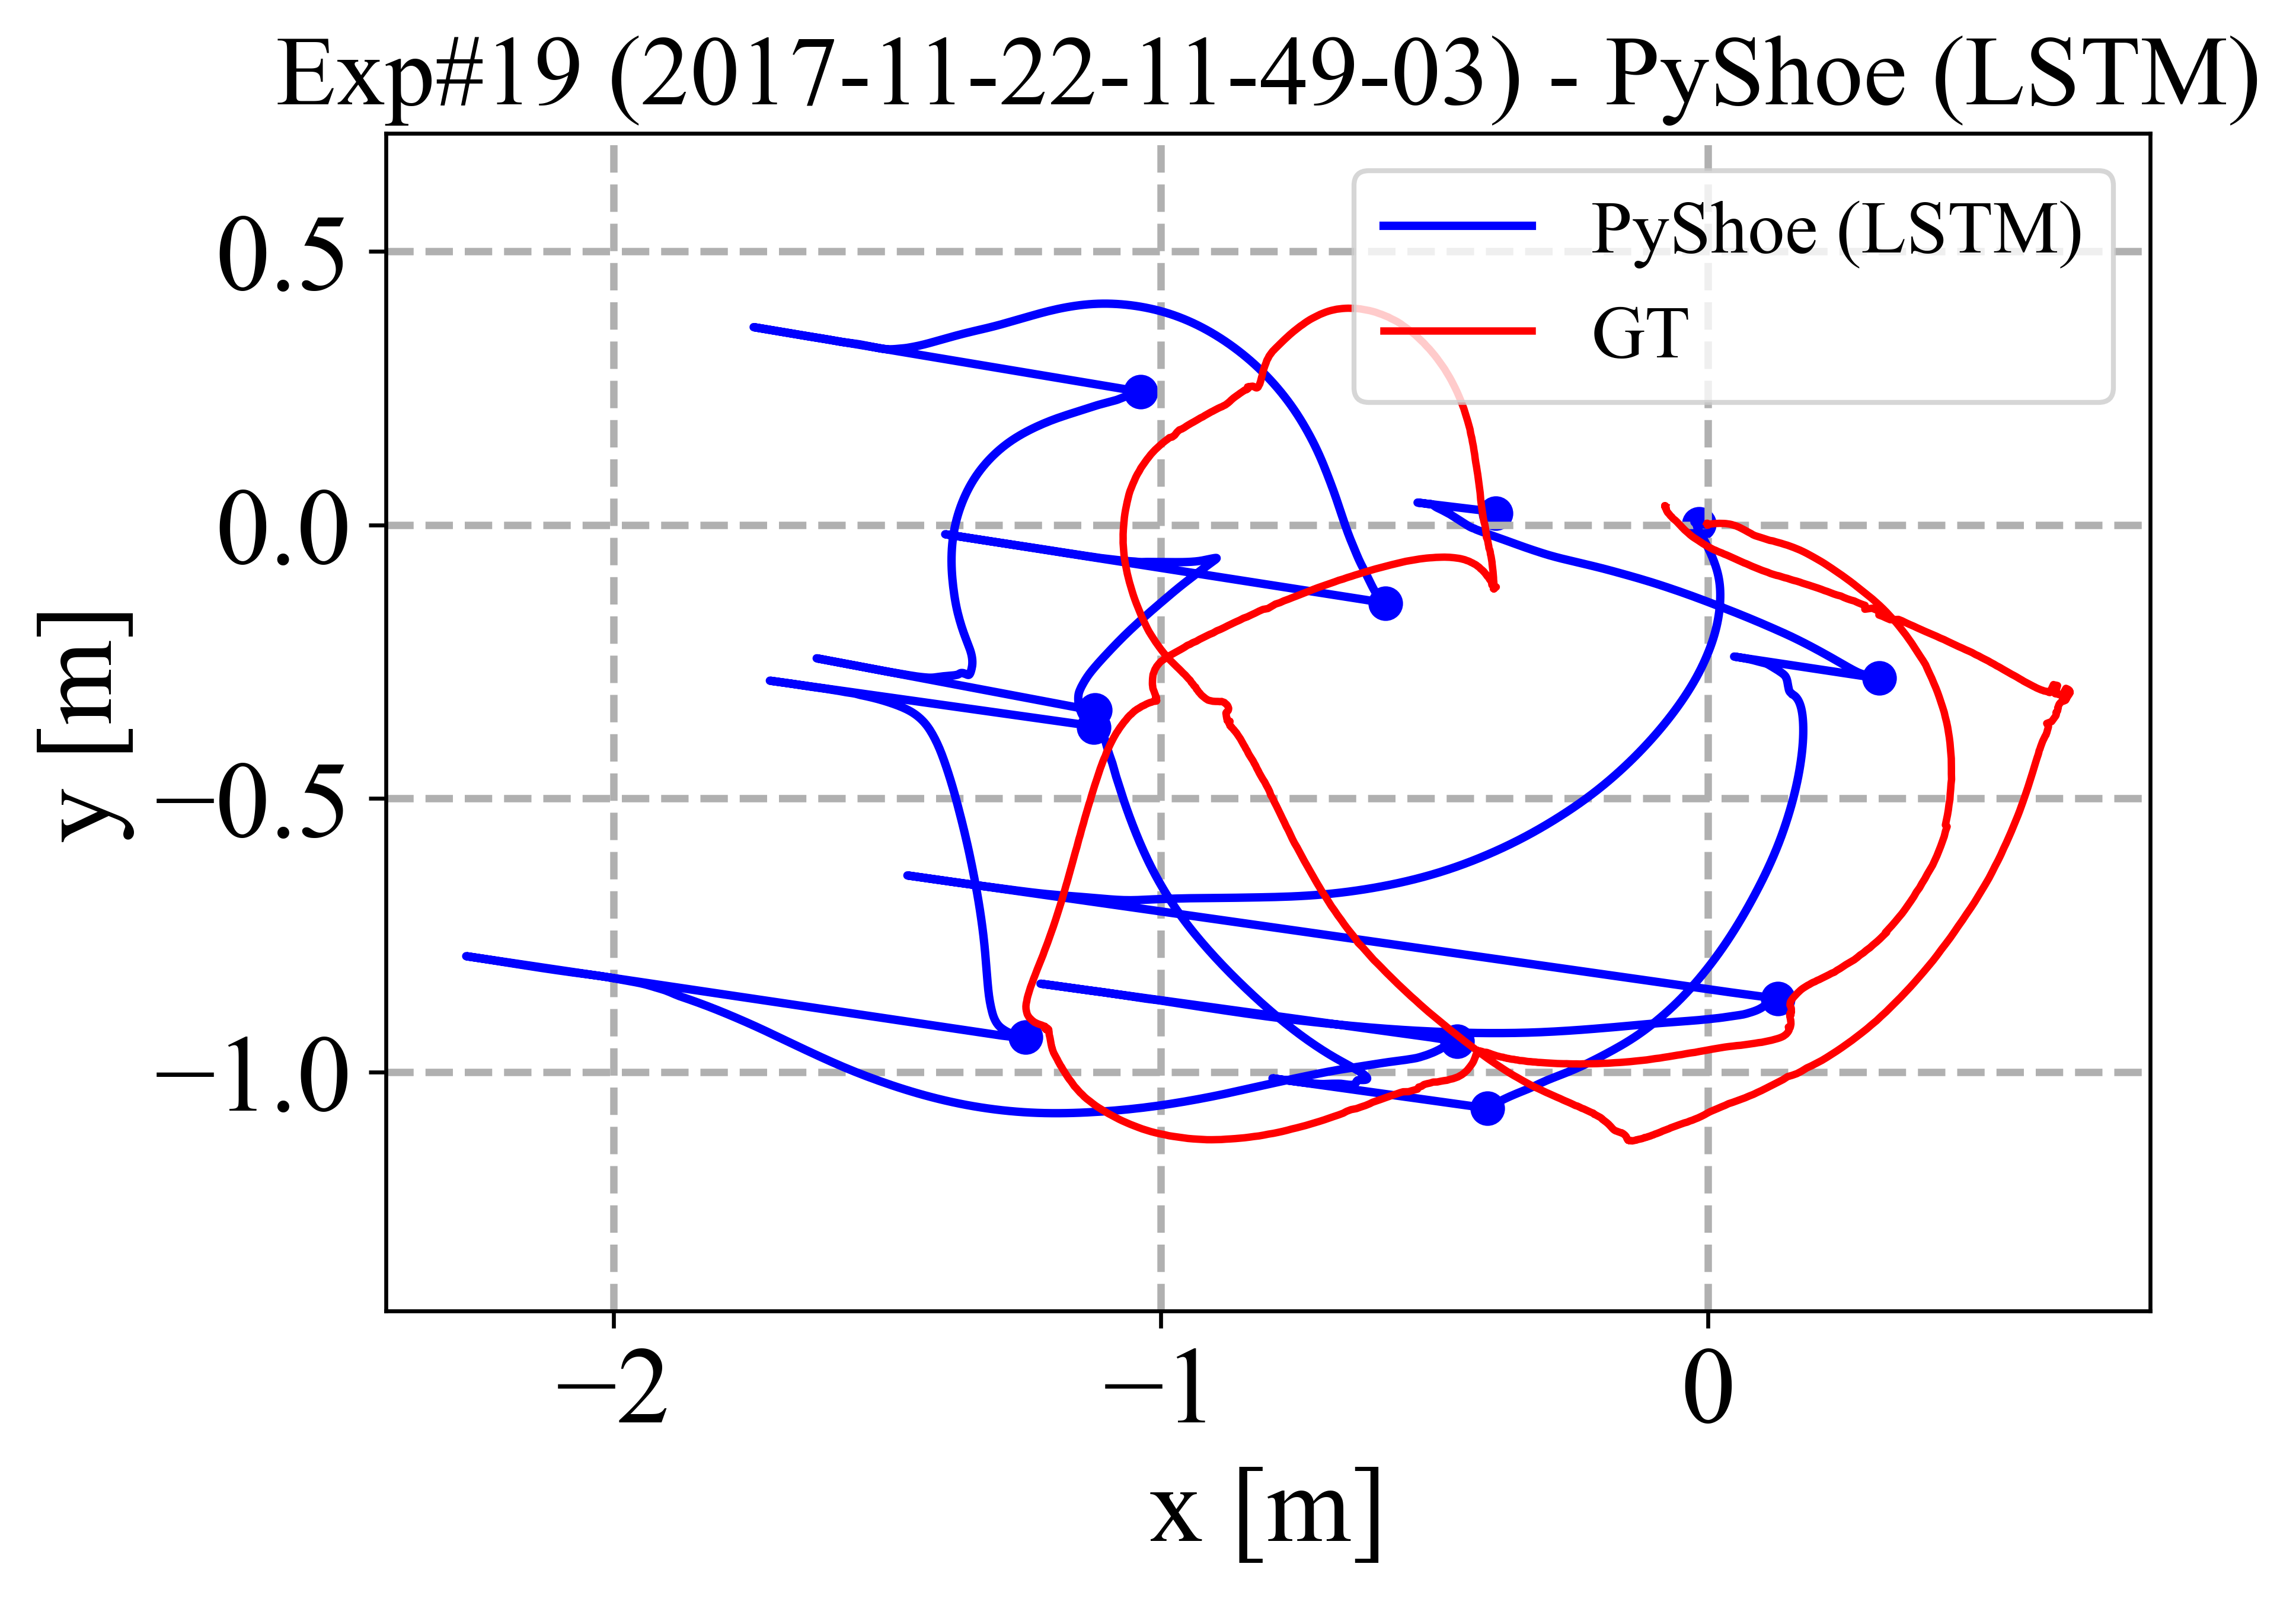 Exp#19 (2017-11-22-11-49-03) - PyShoe (LSTM)
PyShoe (LSTM)
GT
y [m]
0.5
0.0
−0.5
−1.0
−2
−1
0
x [m]